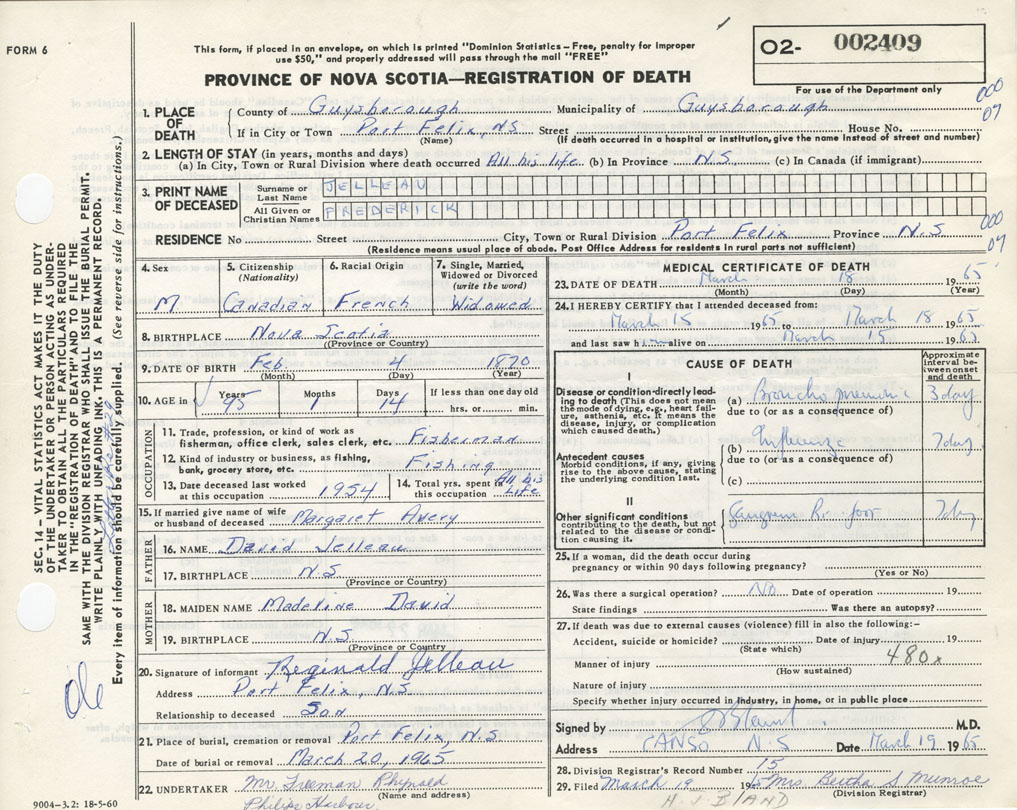 FORM 6
This form, if placed in an envelope, on which is printed "Dominion Statistics – Free, penalty for improper
use $50," and properly addressed will pass through the mail "FREE"
PROVINCE OF NOVA SCOTIA—REGISTRATION OF DEATH
O2- 002409
For use of the Department only
000
07
1. PLACE OF DEATH
County of Guysborough Municipality of Guysborough
If in City or Town Port Felix, NS Street House No.
(Name) (If death occurred in a hospital or institution, give the name instead of street and number)
2. LENGTH OF STAY (in years, months and days)
(a) In City, Town or Rural Division where death occurred All his life (b) In Province N.S (c) In Canada (if immigrant)
3. PRINT NAME OF DECEASED
Surname or Last Name JELLEAU
All Given or Christian Names FREDERICK
000
07
RESIDENCE No Street City, Town or Rural Division Port Felix Province N.S
(Residence means usual place of abode. Post Office Address for residents in rural parts not sufficient)
4. Sex M
5. Citizenship (Nationality) Canadian
6. Racial Origin French
7. Single, Married, Widowed or Divorced (write the word) Widowed
8. BIRTHPLACE Nova Scotia
(Province or Country)
9. DATE OF BIRTH Feb. 4 1870
(Month) (Day) (Year)
10. AGE in Years 95 Months 1 Days 14 If less than one day old
hrs. or min.
OCCUPATION
11. Trade, profession, or kind of work as
fisherman, office clerk, sales clerk, etc. Fisherman
12. Kind of industry or business, as fishing,
bank, grocery store, etc. Fishing
13. Date deceased last worked
at this occupation 1954
14. Total yrs. spent in
this occupation All his Life
15. If married give name of wife
or husband of deceased Margaret Avery
FATHER
16. NAME David Jelleau
17. BIRTHPLACE N.S
(Province or Country)
MOTHER
18. MAIDEN NAME Madeline David
19. BIRTHPLACE N.S
(Province or Country)
20. Signature of informant Reginald Jelleau
Address Port Felix, N.S
Relationship to deceased Son
21. Place of burial, cremation or removal Port Felix, N.S
Date of burial or removal March 20, 1965
22. UNDERTAKER Mr. Freeman
(Name and address)
Philips Harbour
9004-3.2: 18-5-60
MEDICAL CERTIFICATE OF DEATH
23. DATE OF DEATH March 18 1965
(Month) (Day) (Year)
24. I HEREBY CERTIFY that I attended deceased from:
March 15 1965 to March 18 1965
and last saw him alive on March 15 1965
CAUSE OF DEATH
Approximate interval between onset and death
I
Disease or condition directly leading to death (This does not mean the mode of dying, e.g., heart failure, asthenia, etc. It means the disease, injury, or complication which caused death.)
(a) Broncho pneumonia 3 day
due to (or as a consequence of)
Antecedent causes
Morbid conditions, if any, giving rise to the above cause, stating the underlying condition last.
(b) Influenza 7 day
due to (or as a consequence of)
(c)
II
Other significant conditions
contributing to the death, but not related to the disease or condition causing it.
Gangrene R. foot 7 day
25. If a woman, did the death occur during
pregnancy or within 90 days following pregnancy?
(Yes or No)
26. Was there a surgical operation? NO Date of operation 19
State findings Was there an autopsy?
27. If death was due to external causes (violence) fill in also the following:–
Accident, suicide or homicide? Date of injury 19
(State which)
480x
Manner of injury
(How sustained)
Nature of injury
Specify whether injury occurred in industry, in home, or in public place
Signed by M.D.
Address CANSO N.S Date March 19 1965
28. Division Registrar's Record Number 15
29. Filed March 19 1965 Mrs Bertha S Munroe
(Division Registrar)
H. J BLAND
SEC. 14 – VITAL STATISTICS ACT MAKES IT THE DUTY
OF THE UNDERTAKER OR PERSON ACTING AS UNDER-
TAKER TO OBTAIN ALL THE PARTICULARS REQUIRED
IN THE "REGISTRATION OF DEATH" AND TO FILE THE
SAME WITH THE DIVISION REGISTRAR WHO SHALL ISSUE THE BURIAL PERMIT.
WRITE PLAINLY WITH UNFADING INK. THIS IS A PERMANENT RECORD.
Every item of information should be carefully supplied. (See reverse side for instructions.)